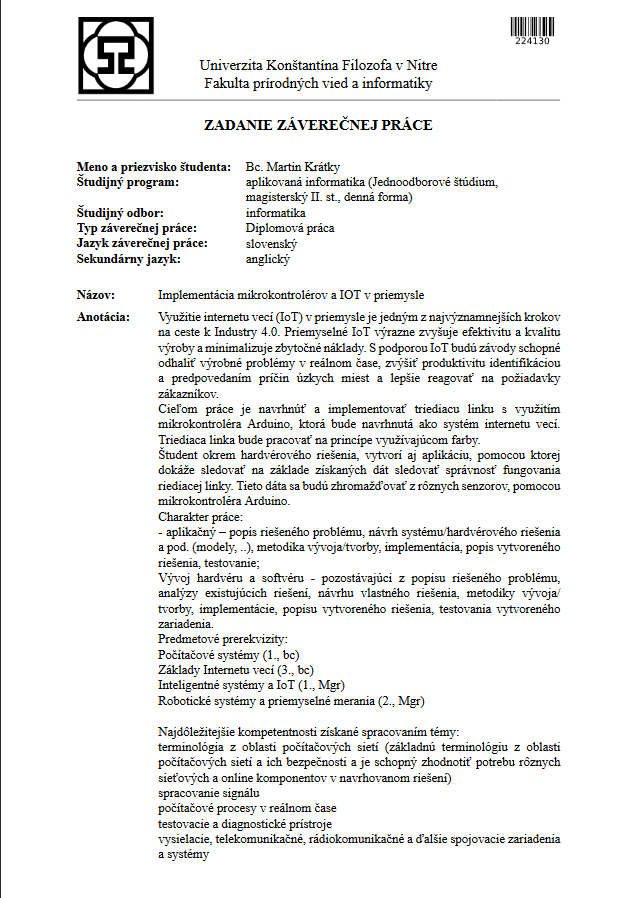 224130
Univerzita Konštantína Filozofa v Nitre
Fakulta prírodných vied a informatiky
ZADANIE ZÁVEREČNEJ PRÁCE
Meno a priezvisko študenta: Bc. Martin Krátky
Študijný program: aplikovaná informatika (Jednoodborové štúdium,
magisterský II. st., denná forma)
Študijný odbor: informatika
Typ záverečnej práce: Diplomová práca
Jazyk záverečnej práce: slovenský
Sekundárny jazyk: anglický
Názov: Implementácia mikrokontrolérov a IOT v priemysle
Anotácia: Využitie internetu vecí (IoT) v priemysle je jedným z najvýznamnejších krokov
na ceste k Industry 4.0. Priemyselné IoT výrazne zvyšuje efektivitu a kvalitu
výroby a minimalizuje zbytočné náklady. S podporou IoT budú závody schopné
odhaliť výrobné problémy v reálnom čase, zvýšiť produktivitu identifikáciou
a predpovedaním príčin úzkych miest a lepšie reagovať na požiadavky
zákazníkov.
Cieľom práce je navrhnúť a implementovať triediacu linku s využitím
mikrokontroléra Arduino, ktorá bude navrhnutá ako systém internetu vecí.
Triediaca linka bude pracovať na princípe využívajúcom farby.
Študent okrem hardvérového riešenia, vytvorí aj aplikáciu, pomocou ktorej
dokáže sledovať na základe získaných dát sledovať správnosť fungovania
riediacej linky. Tieto dáta sa budú zhromažďovať z rôznych senzorov, pomocou
mikrokontroléra Arduino.
Charakter práce:
- aplikačný – popis riešeného problému, návrh systému/hardvérového riešenia
a pod. (modely, ..), metodika vývoja/tvorby, implementácia, popis vytvoreného
riešenia, testovanie;
Vývoj hardvéru a softvéru - pozostávajúci z popisu riešeného problému,
analýzy existujúcich riešení, návrhu vlastného riešenia, metodiky vývoja/
tvorby, implementácie, popisu vytvoreného riešenia, testovania vytvoreného
zariadenia.
Predmetové prerekvizity:
Počítačové systémy (1., bc)
Základy Internetu vecí (3., bc)
Inteligentné systémy a IoT (1., Mgr)
Robotické systémy a priemyselné merania (2., Mgr)
Najdôležitejšie kompetentnosti získané spracovaním témy:
terminológia z oblasti počítačových sietí (základnú terminológiu z oblasti
počítačových sietí a ich bezpečnosti a je schopný zhodnotiť potrebu rôznych
sieťových a online komponentov v navrhovanom riešení)
spracovanie signálu
počítačové procesy v reálnom čase
testovacie a diagnostické prístroje
vysielacie, telekomunikačné, rádiokomunikačné a ďalšie spojovacie zariadenia
a systémy